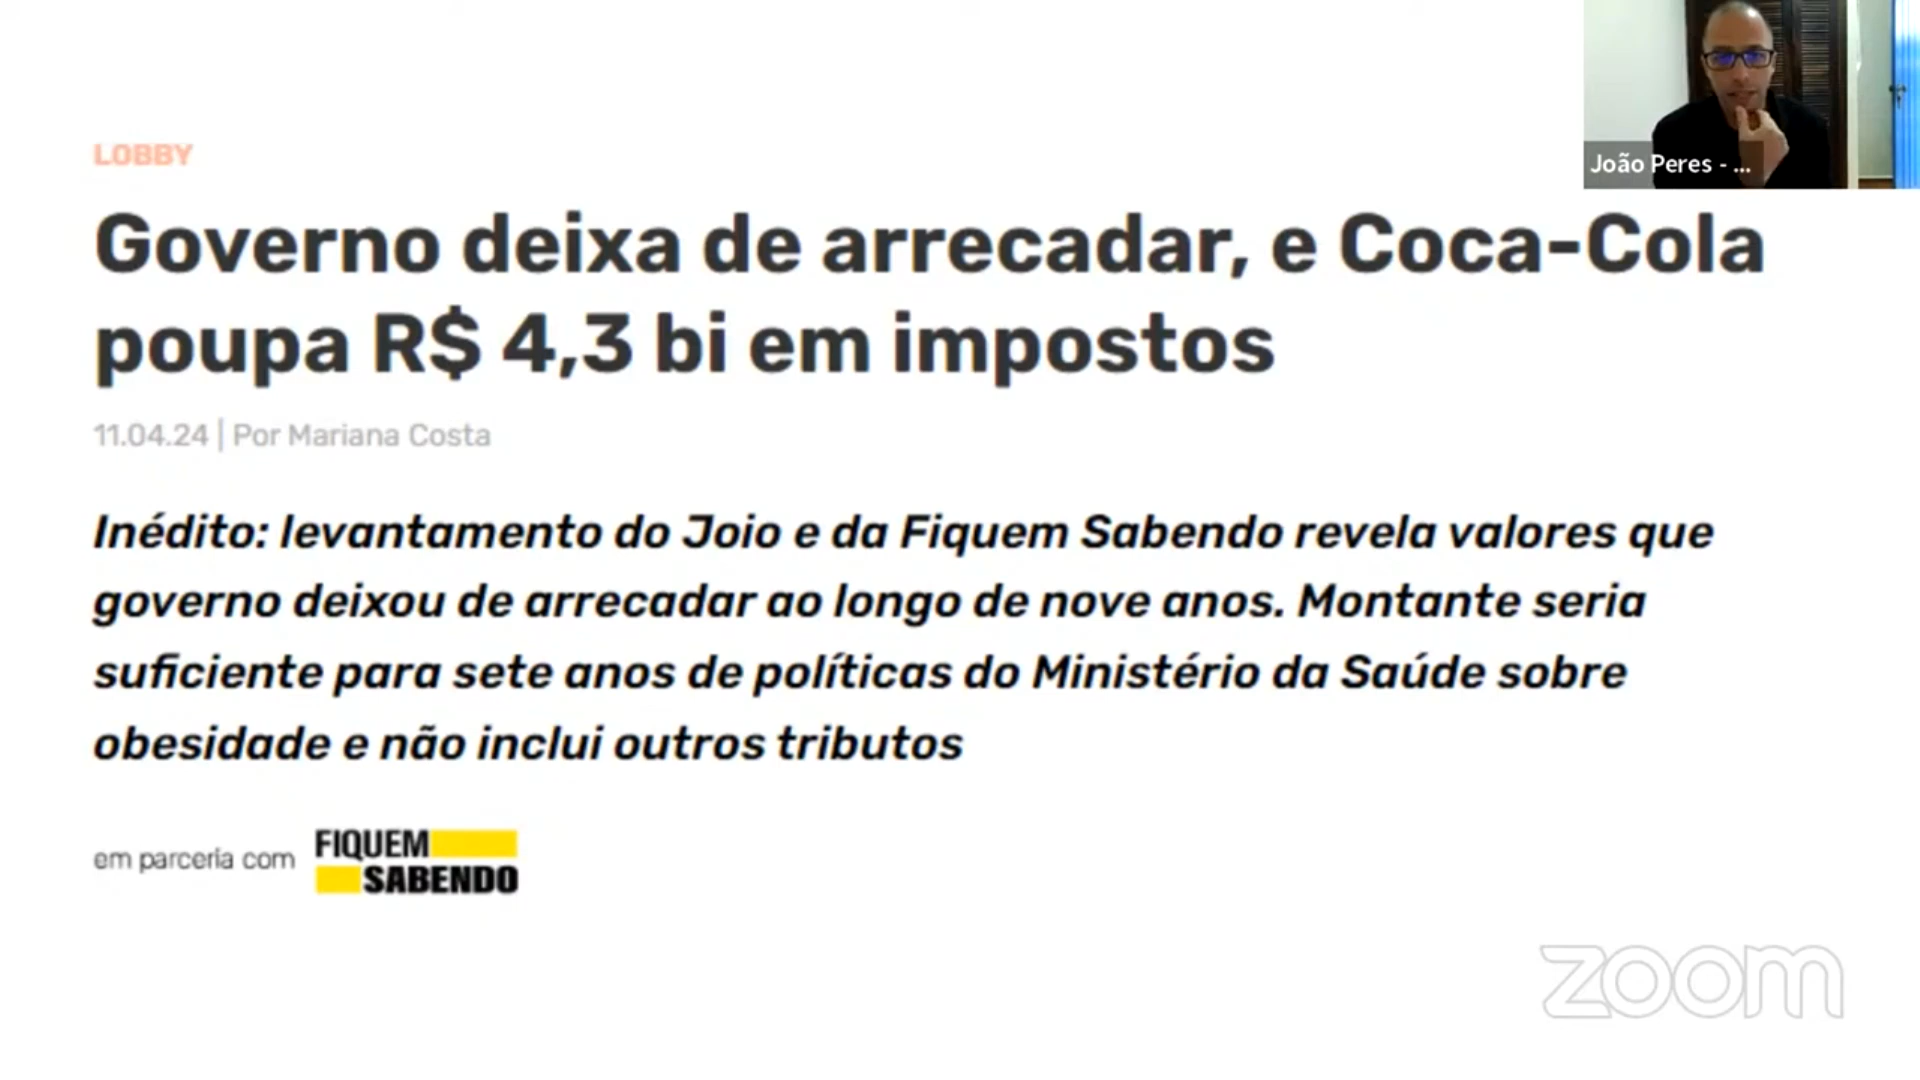 João Peres - ...
LOBBY
Governo deixa de arrecadar, e Coca-Cola
poupa R$ 4,3 bi em impostos
11.04.24 | Por Mariana Costa
Inédito: levantamento do Joio e da Fiquem Sabendo revela valores que
governo deixou de arrecadar ao longo de nove anos. Montante seria
suficiente para sete anos de políticas do Ministério da Saúde sobre
obesidade e não inclui outros tributos
em parceria com
FIQUEM
SABENDO
zoom